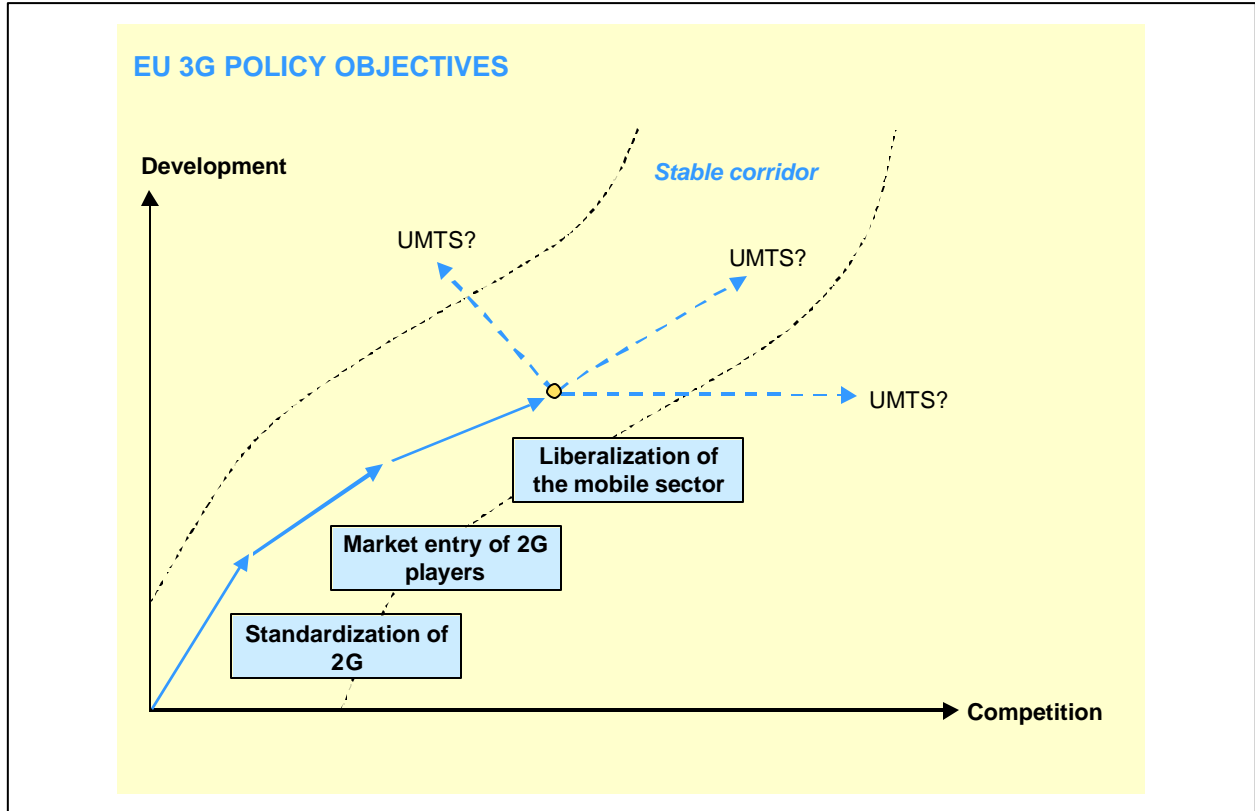 EU 3G POLICY OBJECTIVES
Development
Stable corridor
UMTS?
UMTS?
UMTS?
Liberalization of
the mobile sector
Market entry of 2G
players
Standardization of
2G
Competition